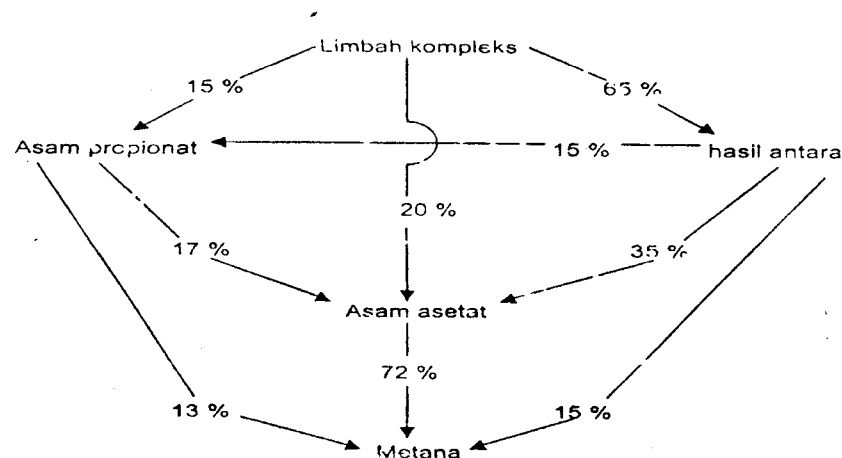 Limbah kompleks
15 %
65 %
Asam propionat
15 %
hasil antara
20 %
17 %
35 %
Asam asetat
72 %
13 %
15 %
Metana